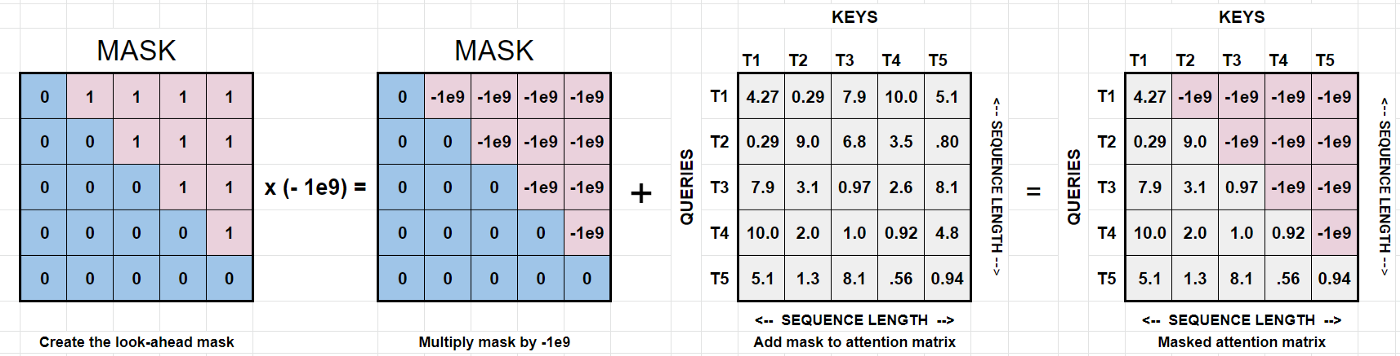 KEYS KEYS
MASK MASK
T1 T2 T3 T4 T5 T1 T2 T3 T4 T5
0 1 1 1 1 0 -1e9 -1e9 -1e9 -1e9 T1 4.27 0.29 7.9 10.0 5.1 T1 4.27 -1e9 -1e9 -1e9 -1e9
0 0 1 1 1 0 0 -1e9 -1e9 -1e9 T2 0.29 9.0 6.8 3.5 .80 T2 0.29 9.0 -1e9 -1e9 -1e9
0 0 0 1 1 x (- 1e9) = 0 0 0 -1e9 -1e9 + QUERIES T3 7.9 3.1 0.97 2.6 8.1 <--- SEQUENCE LENGTH ---> = QUERIES T3 7.9 3.1 0.97 -1e9 -1e9 <--- SEQUENCE LENGTH --->
0 0 0 0 1 0 0 0 0 -1e9 T4 10.0 2.0 1.0 0.92 4.8 T4 10.0 2.0 1.0 0.92 -1e9
0 0 0 0 0 0 0 0 0 0 T5 5.1 1.3 8.1 .56 0.94 T5 5.1 1.3 8.1 .56 0.94
<-- SEQUENCE LENGTH --> <-- SEQUENCE LENGTH -->
Create the look-ahead mask Multiply mask by -1e9 Add mask to attention matrix Masked attention matrix